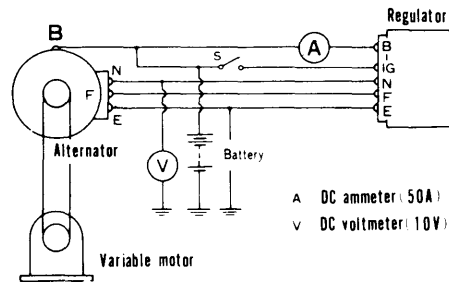 Regulator
B
A
B
S
IG
N
N
F
F
E
E
Alternator
V
Battery
A DC ammeter (50A)
V DC voltmeter (10V)
Variable motor